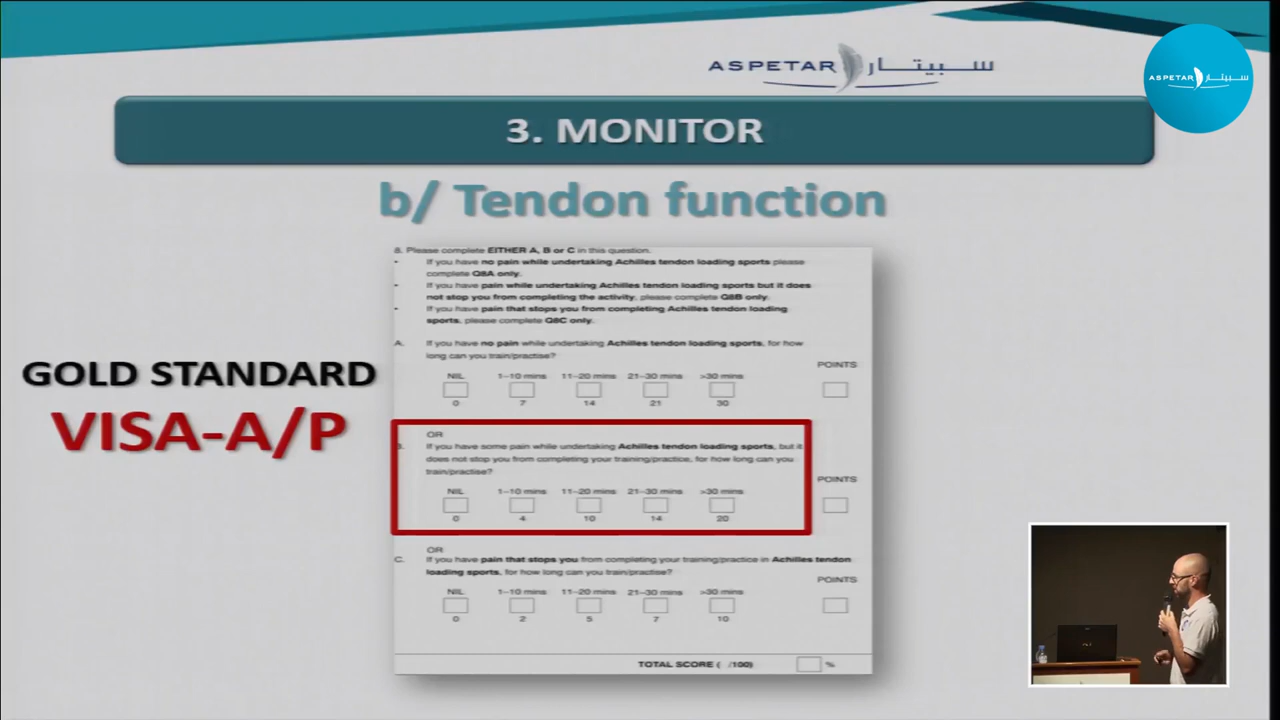 ASPETAR سبيتار
ASPETAR سبيتار
3. MONITOR
b/ Tendon function
GOLD STANDARD
VISA-A/P
8. Please complete EITHER A, B or C in this question.
• If you have no pain while undertaking Achilles tendon loading sports please
complete Q8A only.
• If you have pain while undertaking Achilles tendon loading sports but it does
not stop you from completing the activity, please complete Q8B only.
• If you have pain that stops you from completing Achilles tendon loading
sports, please complete Q8C only.
A. If you have no pain while undertaking Achilles tendon loading sports, for how
long can you train/practise?
POINTS
NIL 1–10 mins 11–20 mins 21–30 mins >30 mins
0 7 14 21 30
OR
B. If you have some pain while undertaking Achilles tendon loading sports, but it
does not stop you from completing your training/practice, for how long can you
train/practise?
POINTS
NIL 1–10 mins 11–20 mins 21–30 mins >30 mins
0 4 10 14 20
OR
C. If you have pain that stops you from completing your training/practice in Achilles tendon
loading sports, for how long can you train/practise?
POINTS
NIL 1–10 mins 11–20 mins 21–30 mins >30 mins
0 2 5 7 10
TOTAL SCORE ( /100) %